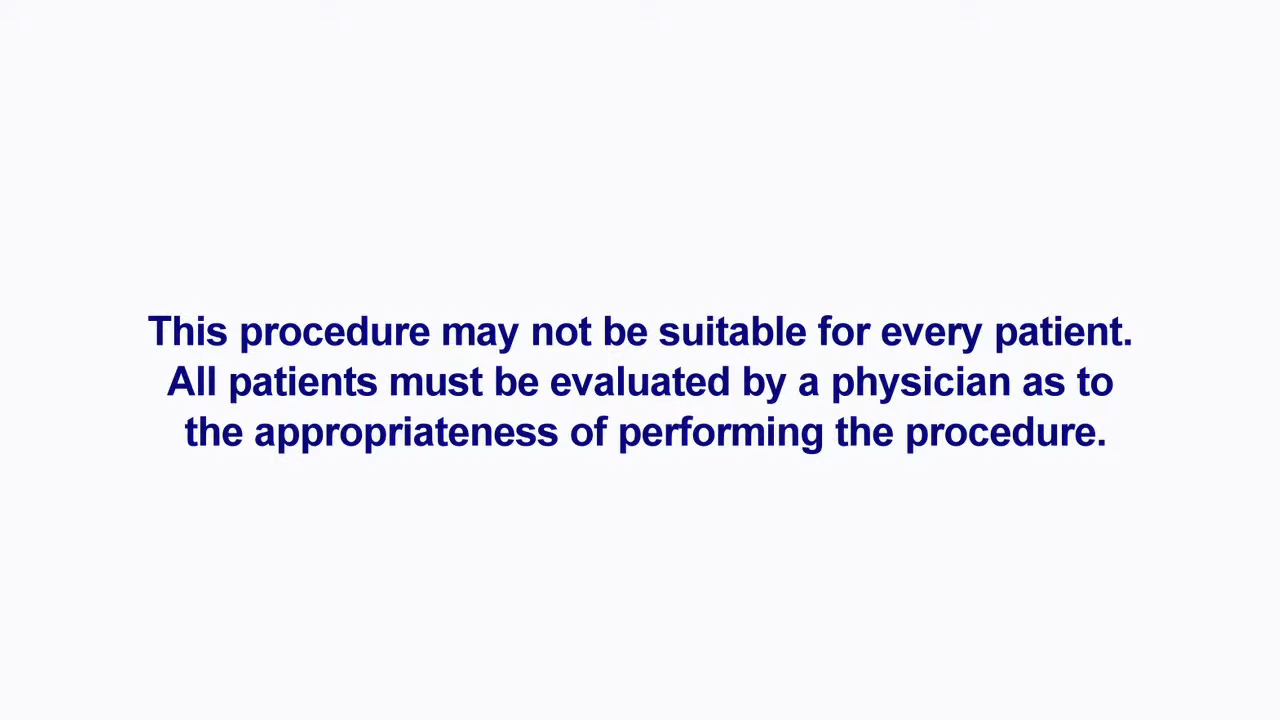 This procedure may not be suitable for every patient.
All patients must be evaluated by a physician as to
the appropriateness of performing the procedure.